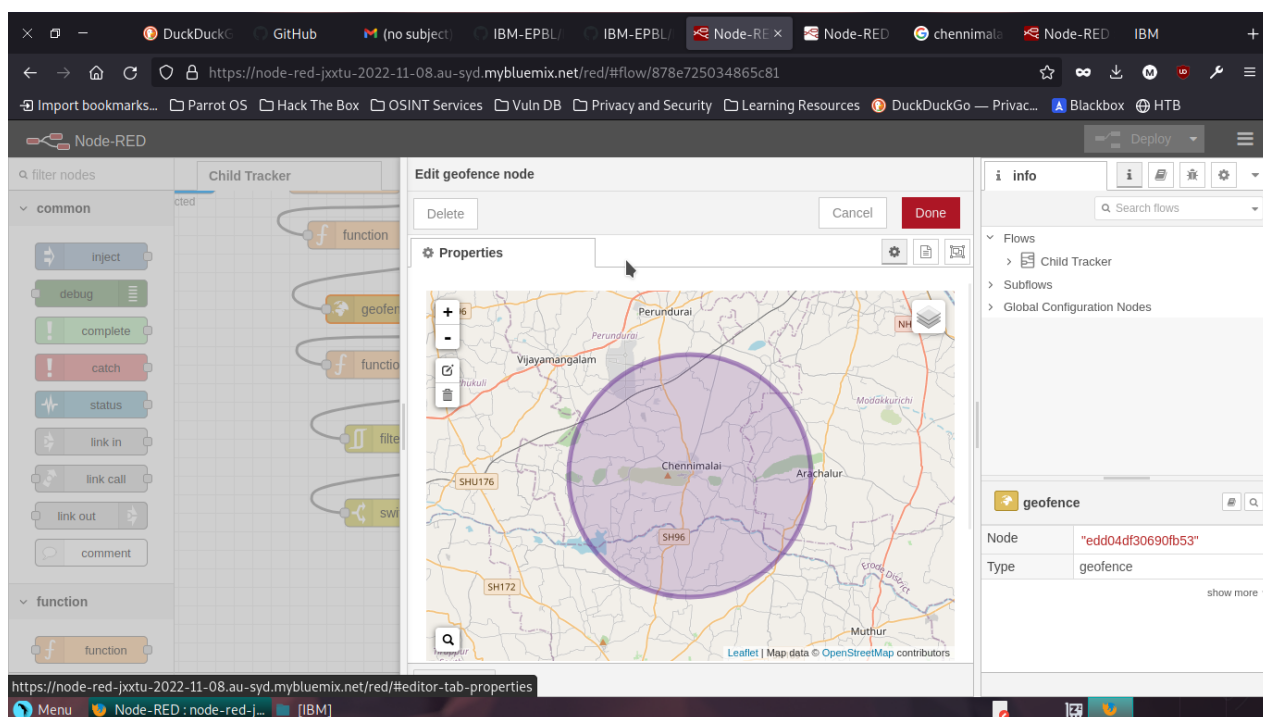 DuckDuckG
GitHub
(no subject)
IBM-EPBL/
IBM-EPBL/
Node-RE
Node-RED
chennimala
Node-RED
IBM
https://node-red-jxxtu-2022-11-08.au-syd.mybluemix.net/red/#flow/878e725034865c81
Import bookmarks... Parrot OS Hack The Box OSINT Services Vuln DB Privacy and Security Learning Resources DuckDuckGo — Privac... Blackbox HTB
Node-RED
Deploy
filter nodes
common
inject
debug
complete
catch
status
link in
link call
link out
comment
function
function
Child Tracker
cted
function
geofen
functio
filte
swi
Edit geofence node
Delete
Cancel
Done
Properties
+
-
Perundurai
NH
Perundurai
Vijayamangalam
Modakkurichi
Chennimalai
Arachalur
SHU176
SH96
Erode District
SH172
Muthur
Leaflet | Map data © OpenStreetMap contributors
info
Search flows
Flows
Child Tracker
Subflows
Global Configuration Nodes
geofence
Node "edd04df30690fb53"
Type geofence
show more
https://node-red-jxxtu-2022-11-08.au-syd.mybluemix.net/red/#editor-tab-properties
Menu
Node-RED : node-red-j...
[IBM]